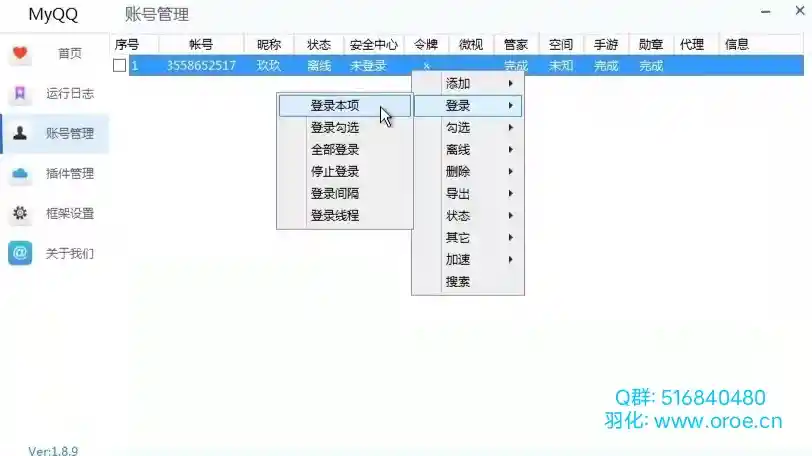 MyQQ 账号管理
序号 帐号 昵称 状态 安全中心 令牌 微视 管家 空间 手游 勋章 代理 信息
1 3558652517 玖玖 离线 未登录 x 完成 未知 完成 完成
首页
运行日志
账号管理
插件管理
框架设置
关于我们
添加
登录
勾选
离线
删除
导出
状态
其它
加速
搜索
登录本项
登录勾选
全部登录
停止登录
登录间隔
登录线程
Q群: 516840480
羽化: www.oroe.cn
Ver:1.8.9